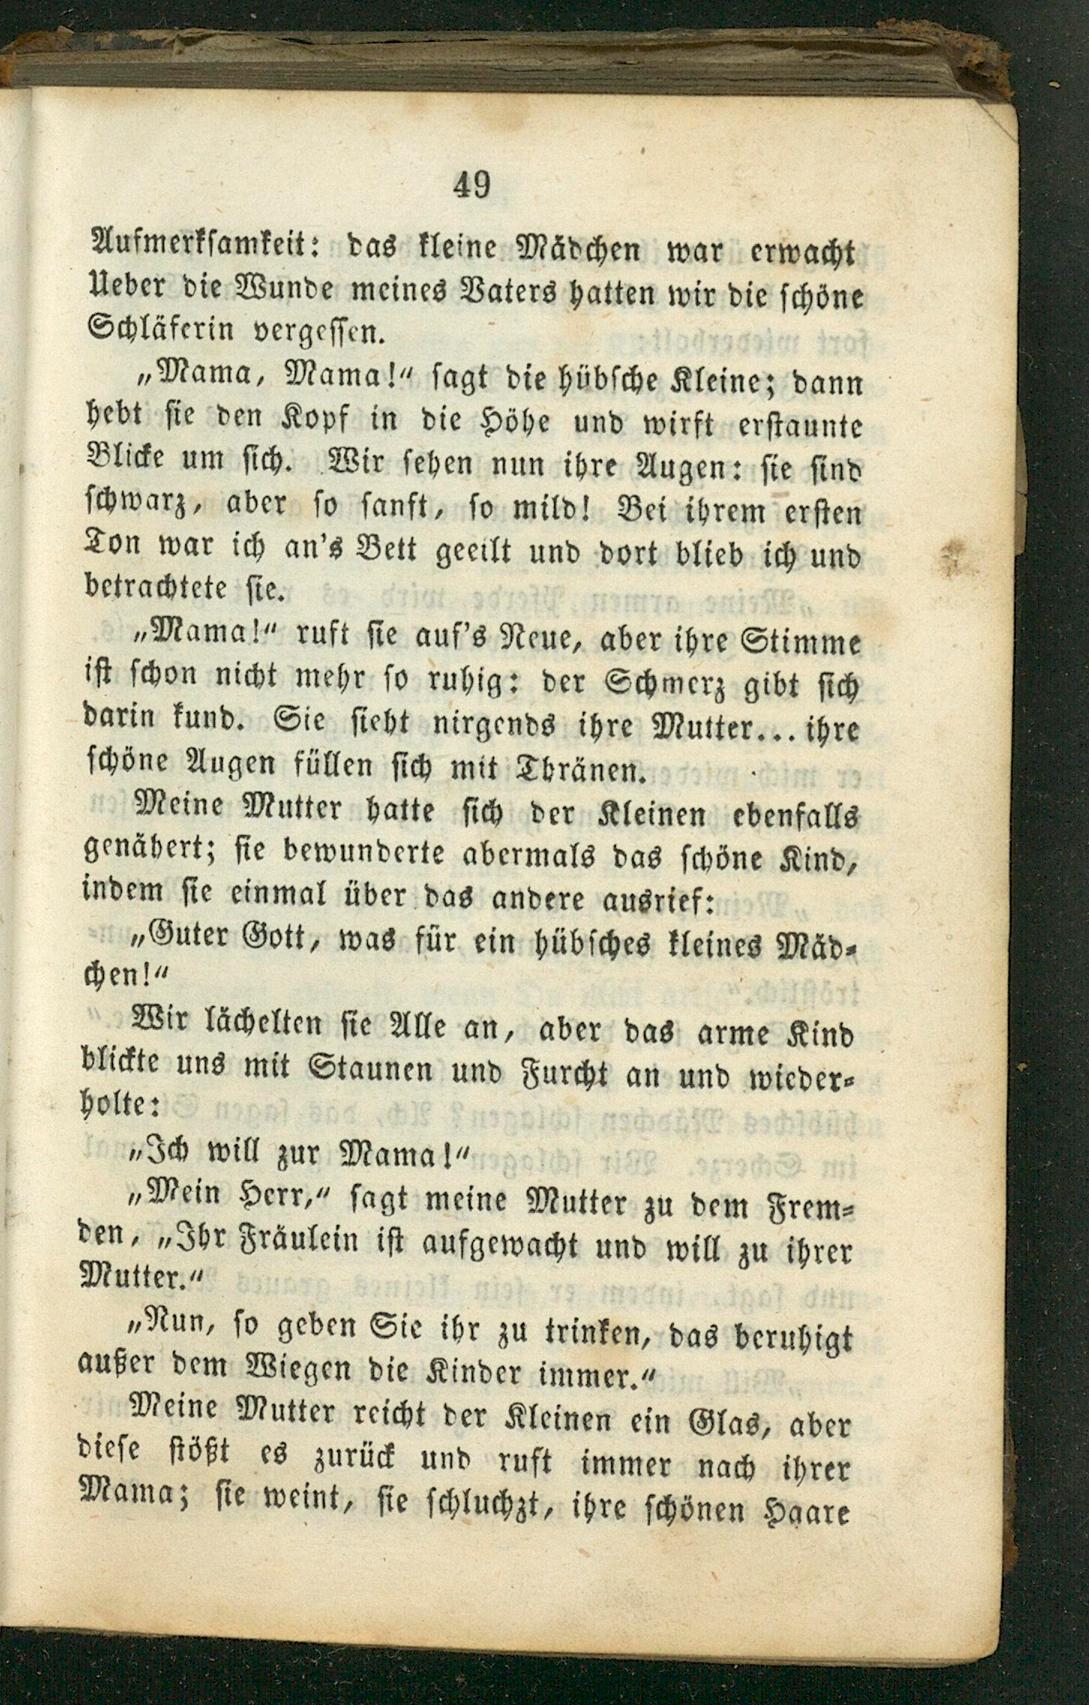 49
Aufmerksamkeit: das kleine Mädchen war erwacht
Ueber die Wunde meines Vaters hatten wir die schöne
Schläferin vergessen.
„Mama, Mama!“ sagt die hübsche Kleine; dann
hebt sie den Kopf in die Höhe und wirft erstaunte
Blicke um sich. Wir sehen nun ihre Augen: sie sind
schwarz, aber so sanft, so mild! Bei ihrem ersten
Ton war ich an's Bett geeilt und dort blieb ich und
betrachtete sie.
„Mama!“ ruft sie auf's Neue, aber ihre Stimme
ist schon nicht mehr so ruhig: der Schmerz gibt sich
darin kund. Sie sieht nirgends ihre Mutter... ihre
schöne Augen füllen sich mit Thränen.
Meine Mutter hatte sich der Kleinen ebenfalls
genähert; sie bewunderte abermals das schöne Kind,
indem sie einmal über das andere ausrief:
„Guter Gott, was für ein hübsches kleines Mäd-
chen!“
Wir lächelten sie Alle an, aber das arme Kind
blickte uns mit Staunen und Furcht an und wieder-
holte:
„Ich will zur Mama!“
„Mein Herr,“ sagt meine Mutter zu dem Frem-
den, „Ihr Fräulein ist aufgewacht und will zu ihrer
Mutter.“
„Nun, so geben Sie ihr zu trinken, das beruhigt
außer dem Wiegen die Kinder immer.“
Meine Mutter reicht der Kleinen ein Glas, aber
diese stößt es zurück und ruft immer nach ihrer
Mama; sie weint, sie schluchzt, ihre schönen Haare